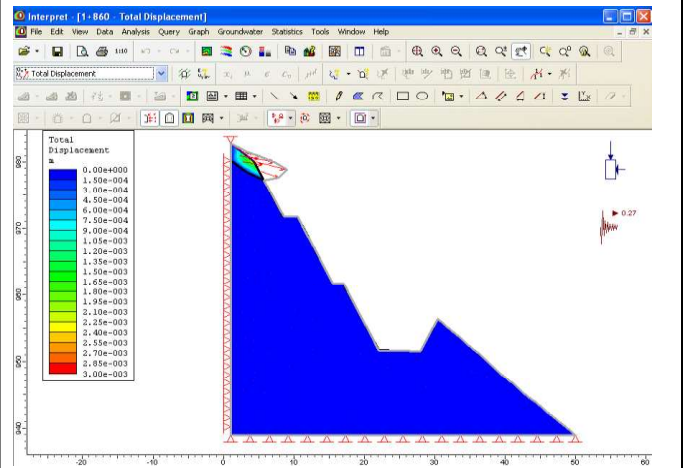 Interpret - [1+860 - Total Displacement]
File Edit View Data Analysis Query Graph Groundwater Statistics Tools Window Help
1:10
Total Displacement
Total
Displacement
m
0.00e+000
1.50e-004
3.00e-004
4.50e-004
6.00e-004
7.50e-004
9.00e-004
1.05e-003
1.20e-003
1.35e-003
1.50e-003
1.65e-003
1.80e-003
1.95e-003
2.10e-003
2.25e-003
2.40e-003
2.55e-003
2.70e-003
2.85e-003
3.00e-003
0.27
980
970
960
950
940
-20 -10 0 10 20 30 40 50 60